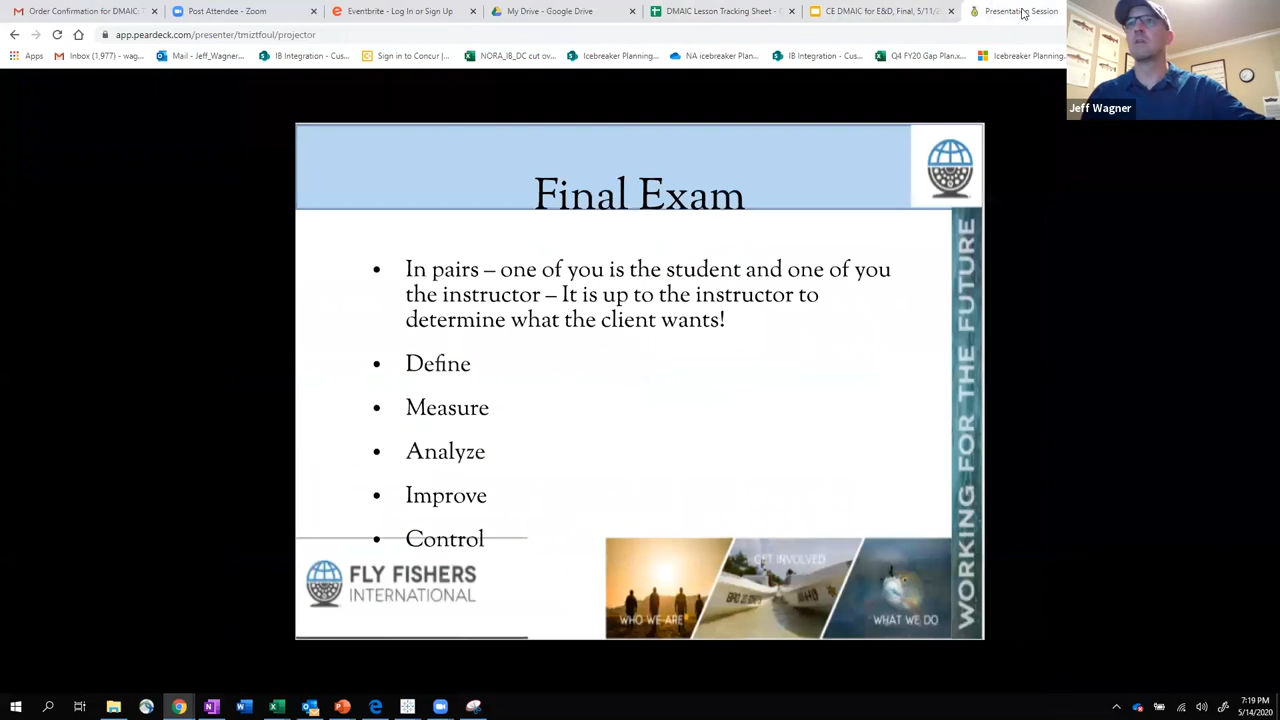 Order Confirmation for DMAIC: T
Post Attendee - Zoom
Eventbrite - Log In or Sign Up
My Drive - Google Drive
DMAIC Lesson Tracking Sheet - G
CE DMAIC for E&D, Final, 5/11/2
Presentation Session
app.peardeck.com/presenter/tmiztfoul/projector
Apps
Inbox (1,977) - wag...
Mail - Jeff_Wagner...
IB Integration - Cus...
Sign in to Concur |...
NORA_IB_DC cut ov...
Icebreaker Planning...
NA icebreaker Plan...
IB Integration - Cus...
Q4 FY20 Gap Plan.x...
Icebreaker Planning
Jeff Wagner
Final Exam
• In pairs – one of you is the student and one of you
the instructor – It is up to the instructor to
determine what the client wants!
• Define
• Measure
• Analyze
• Improve
• Control
FLY FISHERS
INTERNATIONAL
WHO WE ARE
GET INVOLVED
WHAT WE DO
WORKING FOR THE FUTURE
7:19 PM
5/14/2020